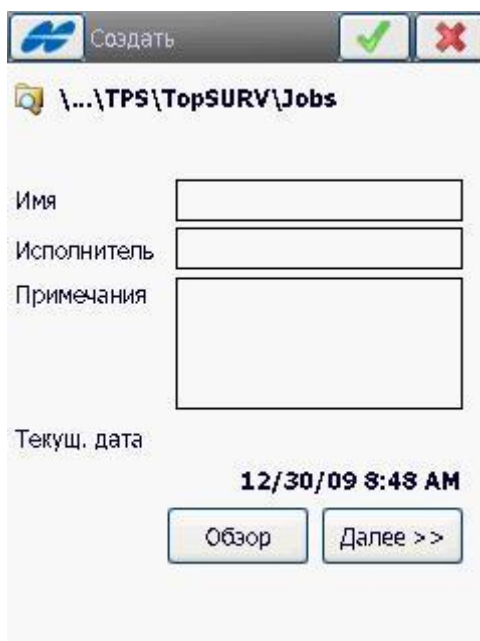 Создать
\...\TPS\TopSURV\Jobs
Имя
Исполнитель
Примечания
Текущ. дата
12/30/09 8:48 AM
Обзор Далее >>